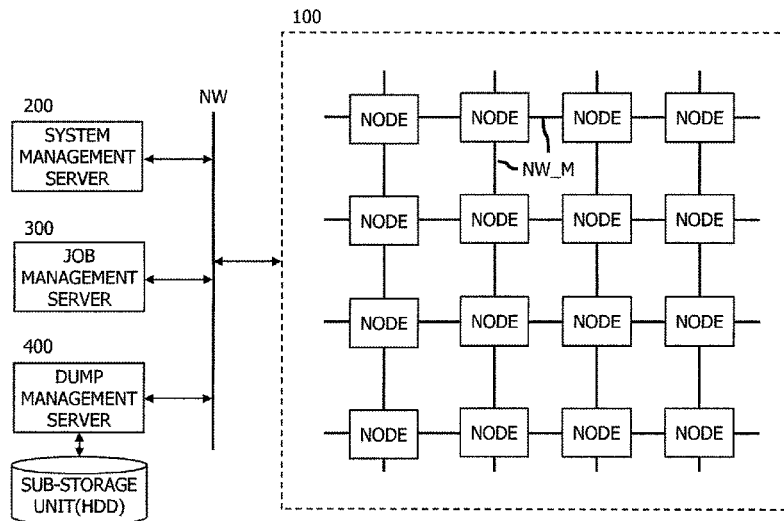 100
200
NW
SYSTEM
MANAGEMENT
SERVER
300
JOB
MANAGEMENT
SERVER
400
DUMP
MANAGEMENT
SERVER
SUB-STORAGE
UNIT(HDD)
NODE NODE NODE NODE
NW_M
NODE NODE NODE NODE
NODE NODE NODE NODE
NODE NODE NODE NODE